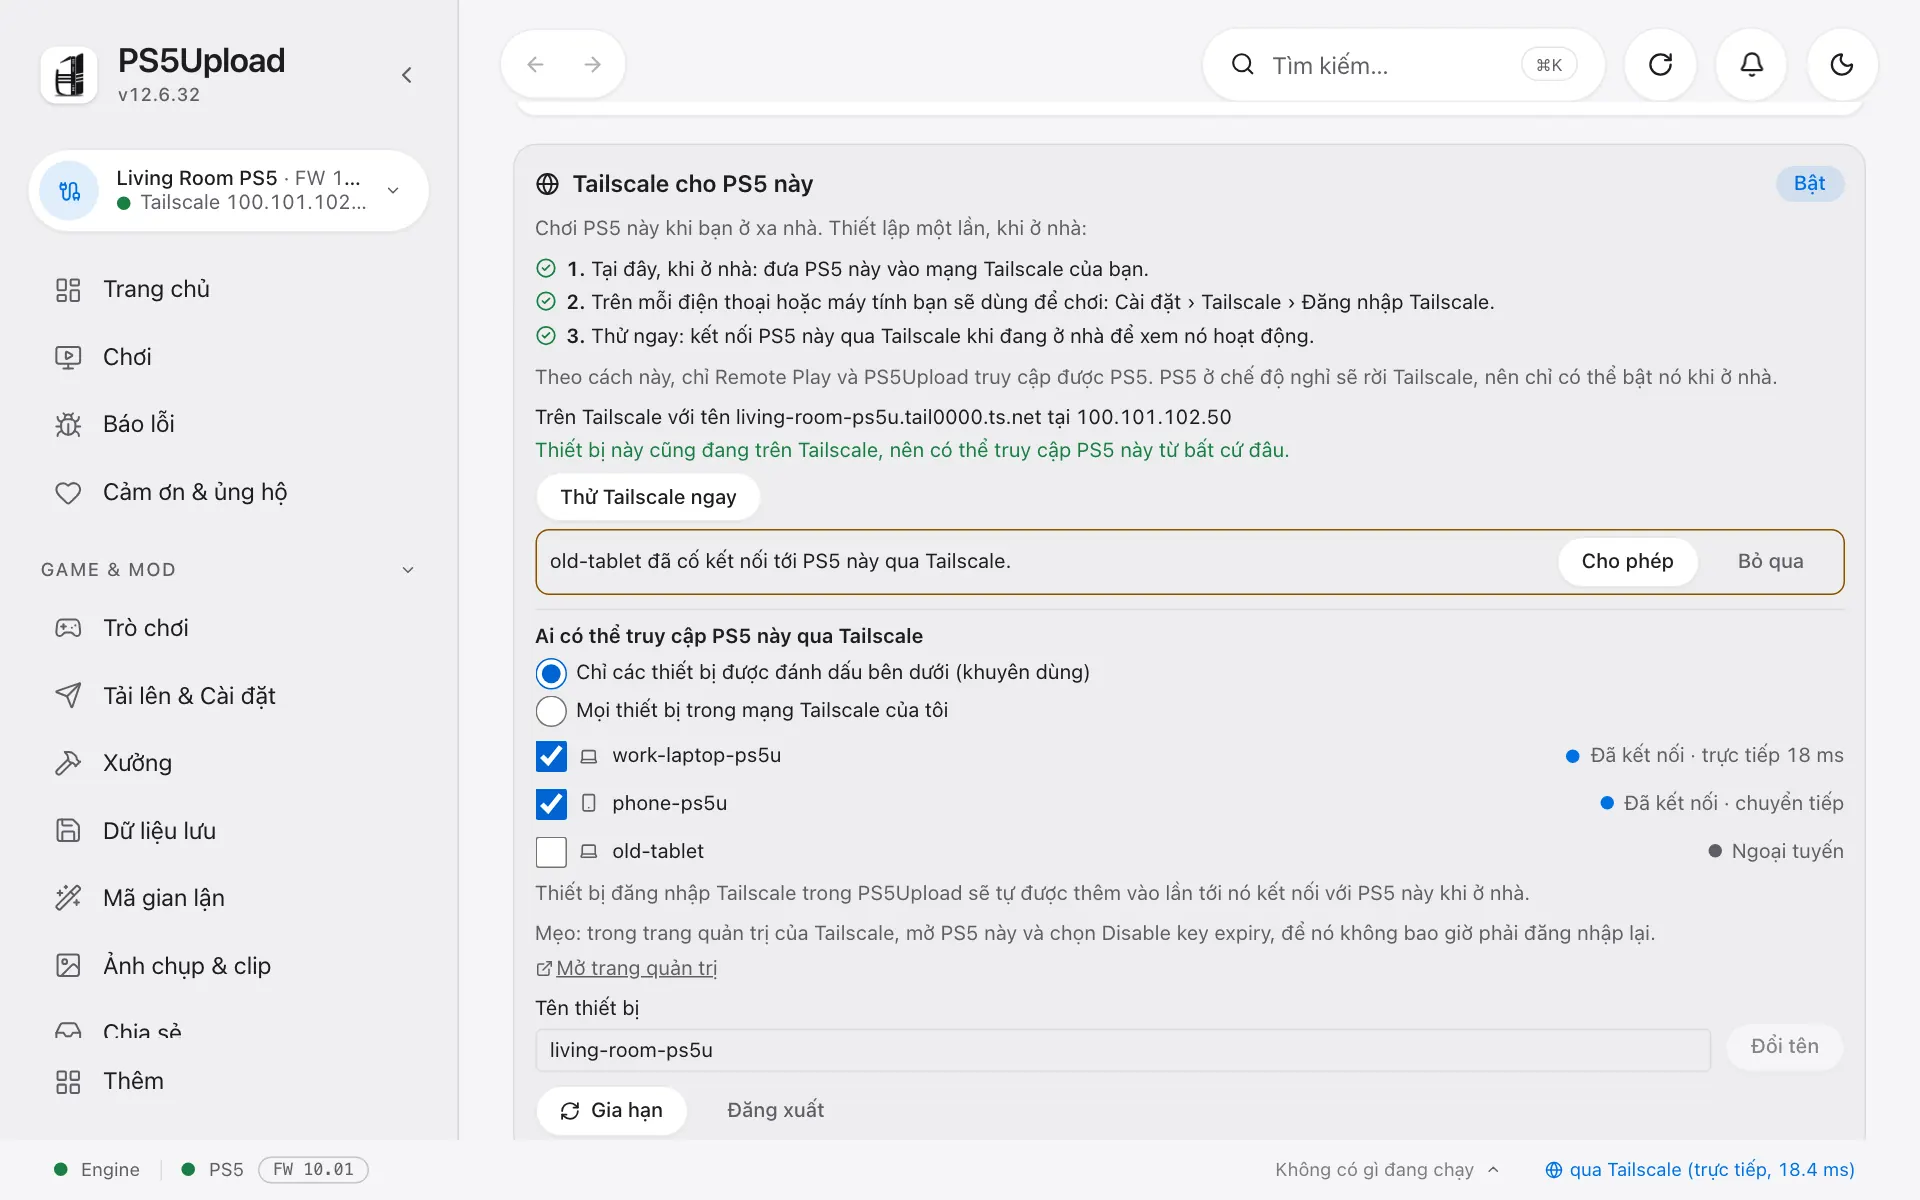 PS5Upload
v12.6.32
Living Room PS5 · FW 1...
Tailscale 100.101.102...
Trang chủ
Chơi
Báo lỗi
Cảm ơn & ủng hộ
GAME & MOD
Trò chơi
Tải lên & Cài đặt
Xưởng
Dữ liệu lưu
Mã gian lận
Ảnh chụp & clip
Chia sẻ
Thêm
Tìm kiếm...
⌘K
Tailscale cho PS5 này
Bật
Chơi PS5 này khi bạn ở xa nhà. Thiết lập một lần, khi ở nhà:
1. Tại đây, khi ở nhà: đưa PS5 này vào mạng Tailscale của bạn.
2. Trên mỗi điện thoại hoặc máy tính bạn sẽ dùng để chơi: Cài đặt › Tailscale › Đăng nhập Tailscale.
3. Thử ngay: kết nối PS5 này qua Tailscale khi đang ở nhà để xem nó hoạt động.
Theo cách này, chỉ Remote Play và PS5Upload truy cập được PS5. PS5 ở chế độ nghỉ sẽ rời Tailscale, nên chỉ có thể bật nó khi ở nhà.
Trên Tailscale với tên living-room-ps5u.tail0000.ts.net tại 100.101.102.50
Thiết bị này cũng đang trên Tailscale, nên có thể truy cập PS5 này từ bất cứ đâu.
Thử Tailscale ngay
old-tablet đã cố kết nối tới PS5 này qua Tailscale.
Cho phép
Bỏ qua
Ai có thể truy cập PS5 này qua Tailscale
Chỉ các thiết bị được đánh dấu bên dưới (khuyên dùng)
Mọi thiết bị trong mạng Tailscale của tôi
work-laptop-ps5u
Đã kết nối · trực tiếp 18 ms
phone-ps5u
Đã kết nối · chuyển tiếp
old-tablet
Ngoại tuyến
Thiết bị đăng nhập Tailscale trong PS5Upload sẽ tự được thêm vào lần tới nó kết nối với PS5 này khi ở nhà.
Mẹo: trong trang quản trị của Tailscale, mở PS5 này và chọn Disable key expiry, để nó không bao giờ phải đăng nhập lại.
Mở trang quản trị
Tên thiết bị
living-room-ps5u
Đổi tên
Gia hạn
Đăng xuất
Engine
PS5
FW 10.01
Không có gì đang chạy
qua Tailscale (trực tiếp, 18.4 ms)